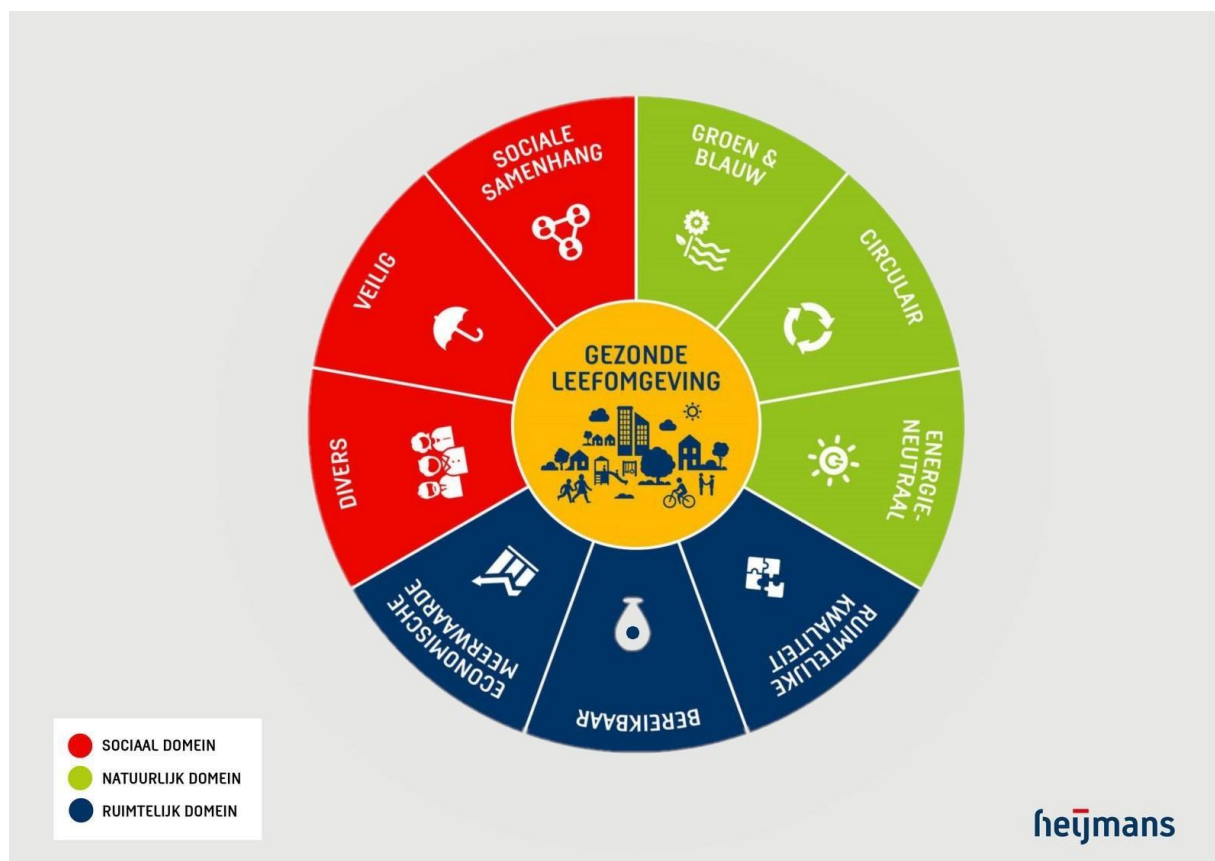 SOCIALE
SAMENHANG
GROEN &
BLAUW
CIRCULAIR
ENERGIE-
NEUTRAAL
RUIMTELIJKE
KWALITEIT
BEREIKBAAR
ECONOMISCHE
MEERWAARDE
DIVERS
VEILIG
GEZONDE
LEEFOMGEVING
SOCIAAL DOMEIN
NATUURLIJK DOMEIN
RUIMTELIJK DOMEIN
heijmans